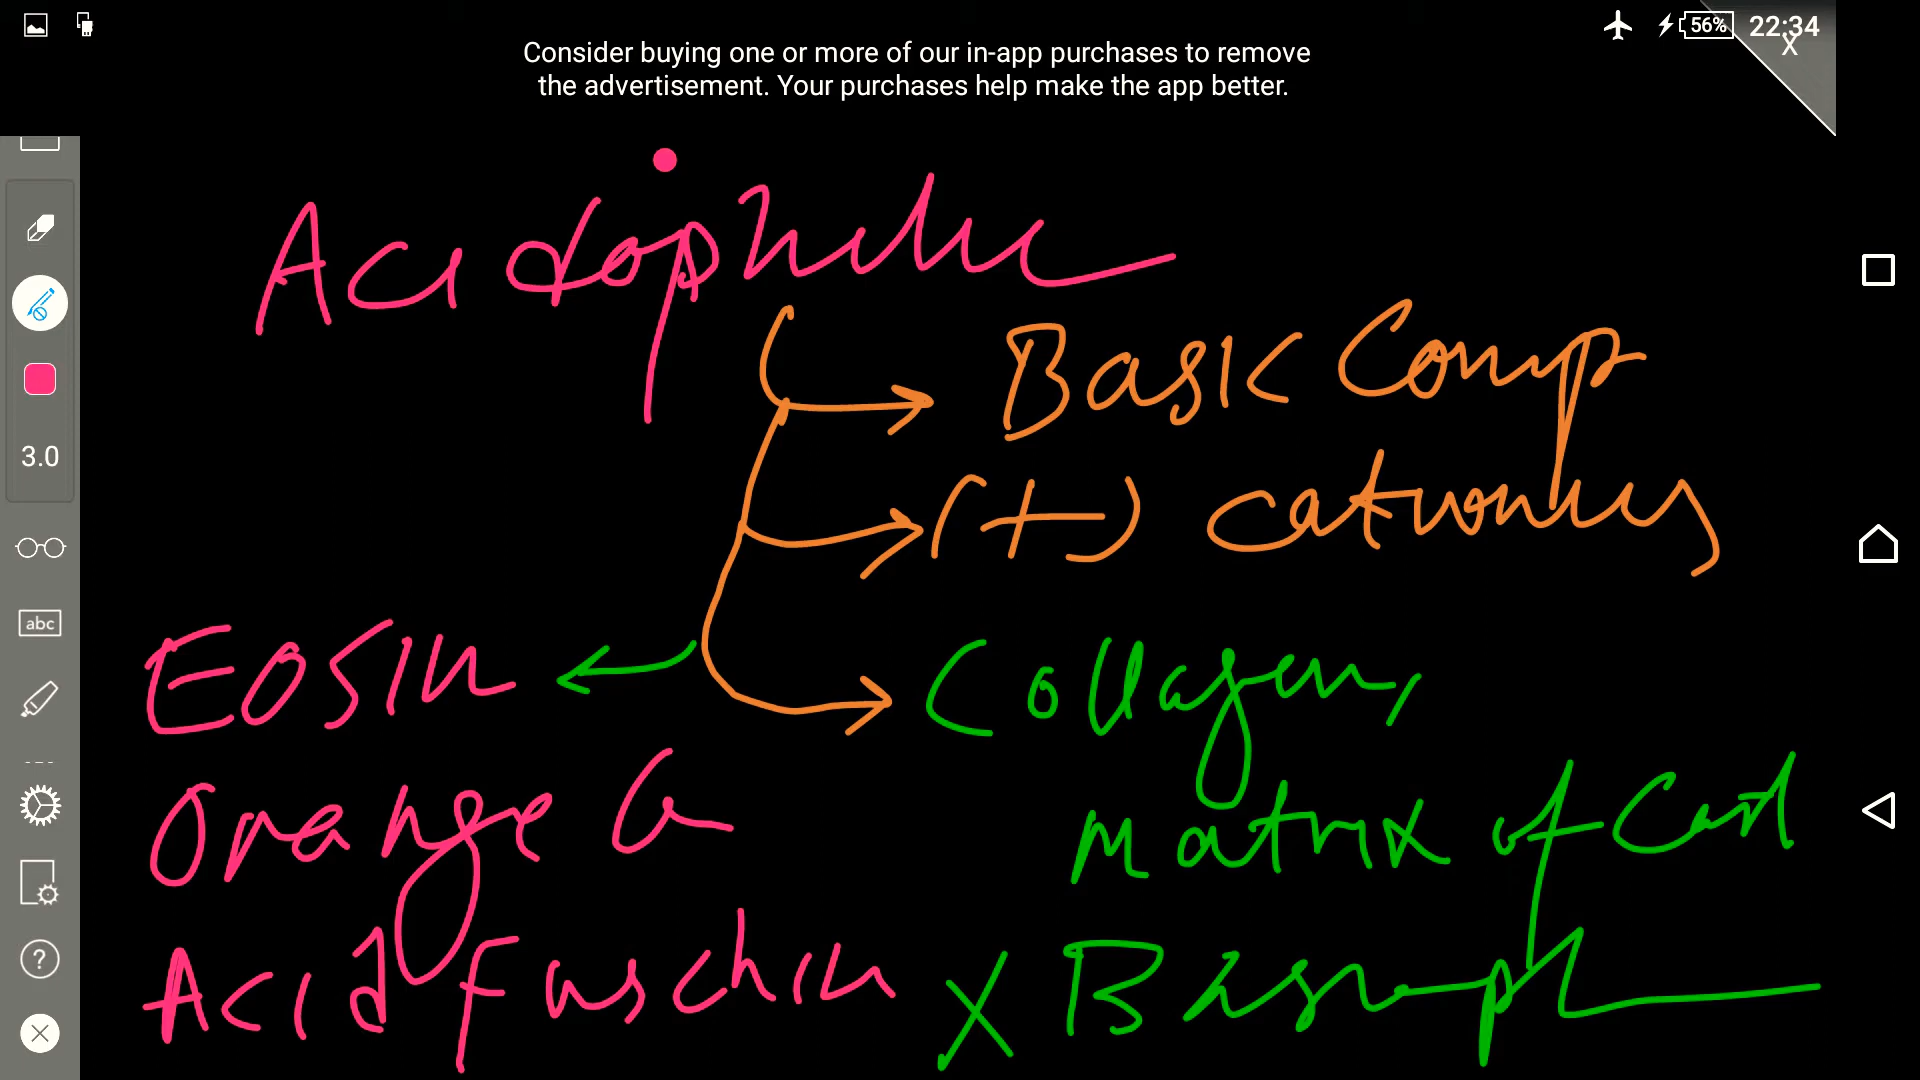 56% 22:34
Consider buying one or more of our in-app purchases to remove
the advertisement. Your purchases help make the app better.
X
Acidophilic
Basic Comp
3.0
(+) cationic
abc
Eosin
Collagen,
Orange G
Matrix of Cart
Acid Fuschin
X Basoph